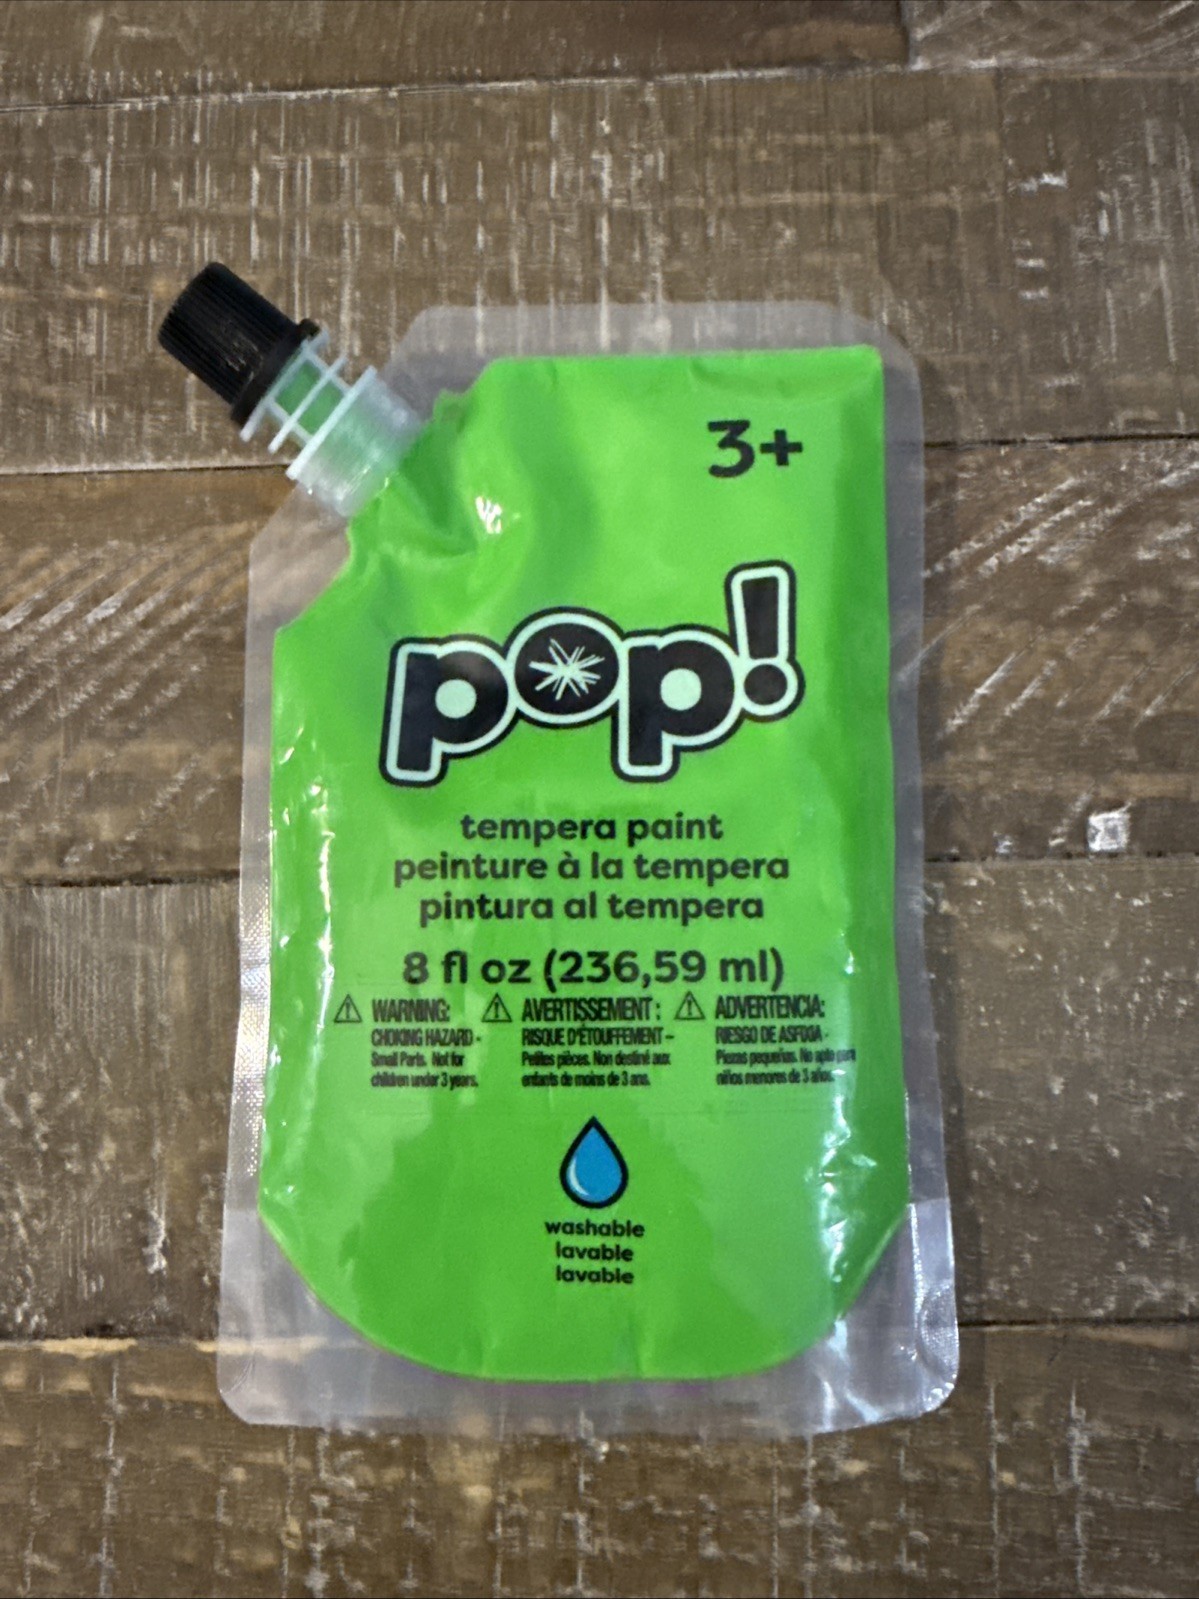 3+
pop!
tempera paint
peinture à la tempera
pintura al tempera
8 fl oz (236,59 ml)
WARNING:
CHOKING HAZARD -
Small Parts. Not for
children under 3 years.
AVERTISSEMENT :
RISQUE D'ÉTOUFFEMENT –
Petites pièces. Non destiné aux
enfants de moins de 3 ans.
ADVERTENCIA:
RIESGO DE ASFIXIA -
Piezas pequeñas. No apto para
niños menores de 3 años.
washable
lavable
lavable